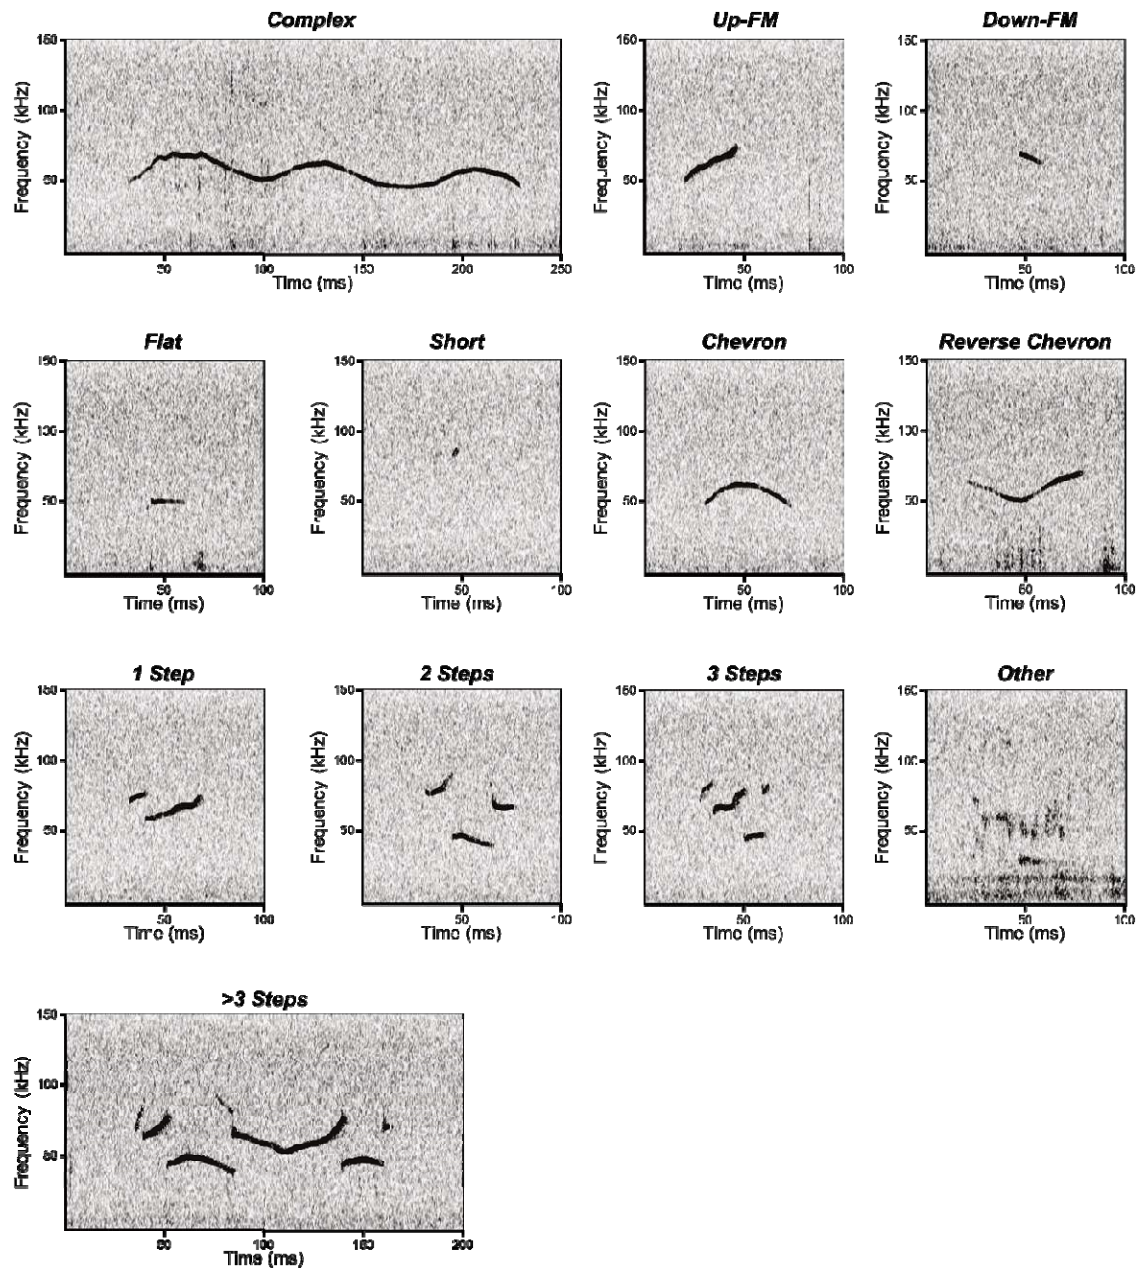 Complex Up-FM Down-FM
150 150 150
100 100 100
50 50 50
Frequency (kHz) Frequency (kHz) Frequency (kHz)
50 100 150 200 250 50 100 50 100
Time (ms) Time (ms) Time (ms)
Flat Short Chevron Reverse Chevron
150 150 150 150
100 100 100 100
50 50 50 50
Frequency (kHz) Frequency (kHz) Frequency (kHz) Frequency (kHz)
50 100 50 100 50 100 50 100
Time (ms) Time (ms) Time (ms) Time (ms)
1 Step 2 Steps 3 Steps Other
150 150 150 150
100 100 100 100
50 50 50 50
Frequency (kHz) Frequency (kHz) Frequency (kHz) Frequency (kHz)
50 100 50 100 50 100 50 100
Time (ms) Time (ms) Time (ms) Time (ms)
>3 Steps
150
100
50
Frequency (kHz)
50 100 150 200
Time (ms)